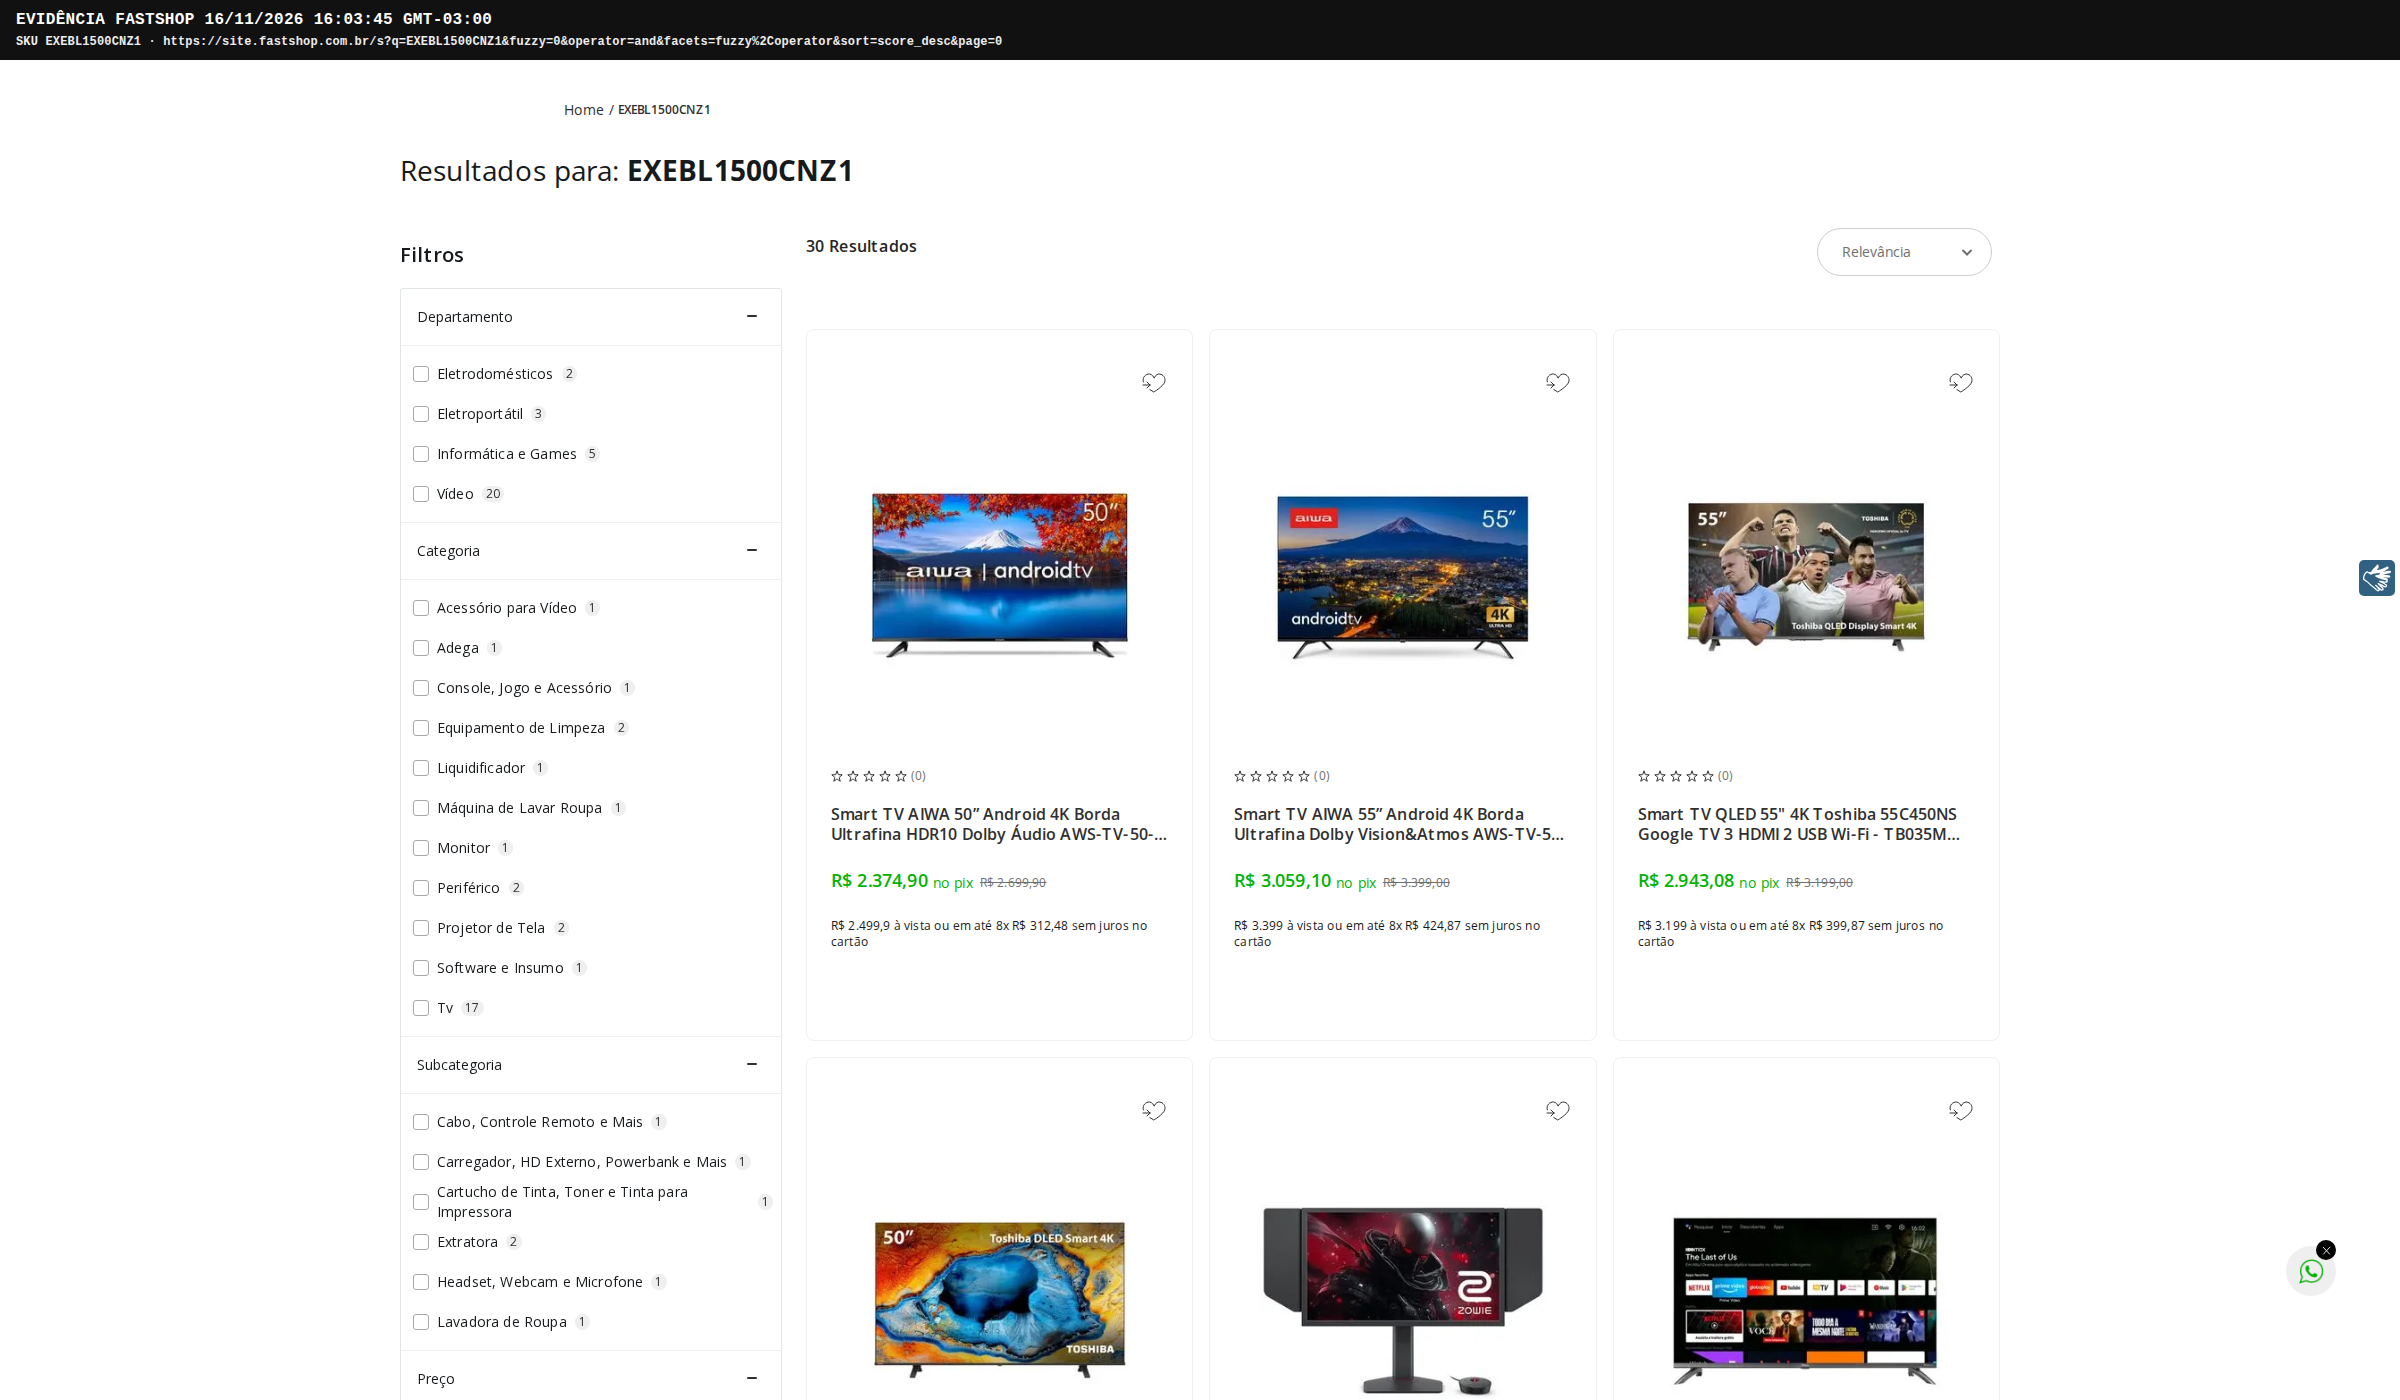 EVIDÊNCIA FASTSHOP 16/11/2026 16:03:45 GMT-03:00
SKU EXEBL1500CNZ1 · https://site.fastshop.com.br/s?q=EXEBL1500CNZ1&fuzzy=0&operator=and&facets=fuzzy%2Coperator&sort=score_desc&page=0
Home / EXEBL1500CNZ1
Resultados para: EXEBL1500CNZ1
Filtros
30 Resultados
Relevância
Departamento
Eletrodomésticos 2
Eletroportátil 3
Informática e Games 5
Vídeo 20
Categoria
Acessório para Vídeo 1
Adega 1
Console, Jogo e Acessório 1
Equipamento de Limpeza 2
Liquidificador 1
Máquina de Lavar Roupa 1
Monitor 1
Periférico 2
Projetor de Tela 2
Software e Insumo 1
Tv 17
Subcategoria
Cabo, Controle Remoto e Mais 1
Carregador, HD Externo, Powerbank e Mais 1
Cartucho de Tinta, Toner e Tinta para
Impressora 1
Extratora 2
Headset, Webcam e Microfone 1
Lavadora de Roupa 1
Preço
50”
aiwa | androidtv
(0)
Smart TV AIWA 50” Android 4K Borda
Ultrafina HDR10 Dolby Áudio AWS-TV-50-...
R$ 2.374,90 no pix R$ 2.699,90
R$ 2.499,9 à vista ou em até 8x R$ 312,48 sem juros no
cartão
aiwa
55”
androidtv
4K
ULTRA HD
(0)
Smart TV AIWA 55” Android 4K Borda
Ultrafina Dolby Vision&Atmos AWS-TV-5...
R$ 3.059,10 no pix R$ 3.399,00
R$ 3.399 à vista ou em até 8x R$ 424,87 sem juros no
cartão
55”
TOSHIBA
Toshiba QLED Display Smart 4K
(0)
Smart TV QLED 55" 4K Toshiba 55C450NS
Google TV 3 HDMI 2 USB Wi-Fi - TB035M...
R$ 2.943,08 no pix R$ 3.199,00
R$ 3.199 à vista ou em até 8x R$ 399,87 sem juros no
cartão
50”
Toshiba DLED Smart 4K
TOSHIBA
ZOWIE
16:02
The Last of Us
NETFLIX
prime video
YouTube
VOCÊ
TODO DIA A
MESMA NOITE